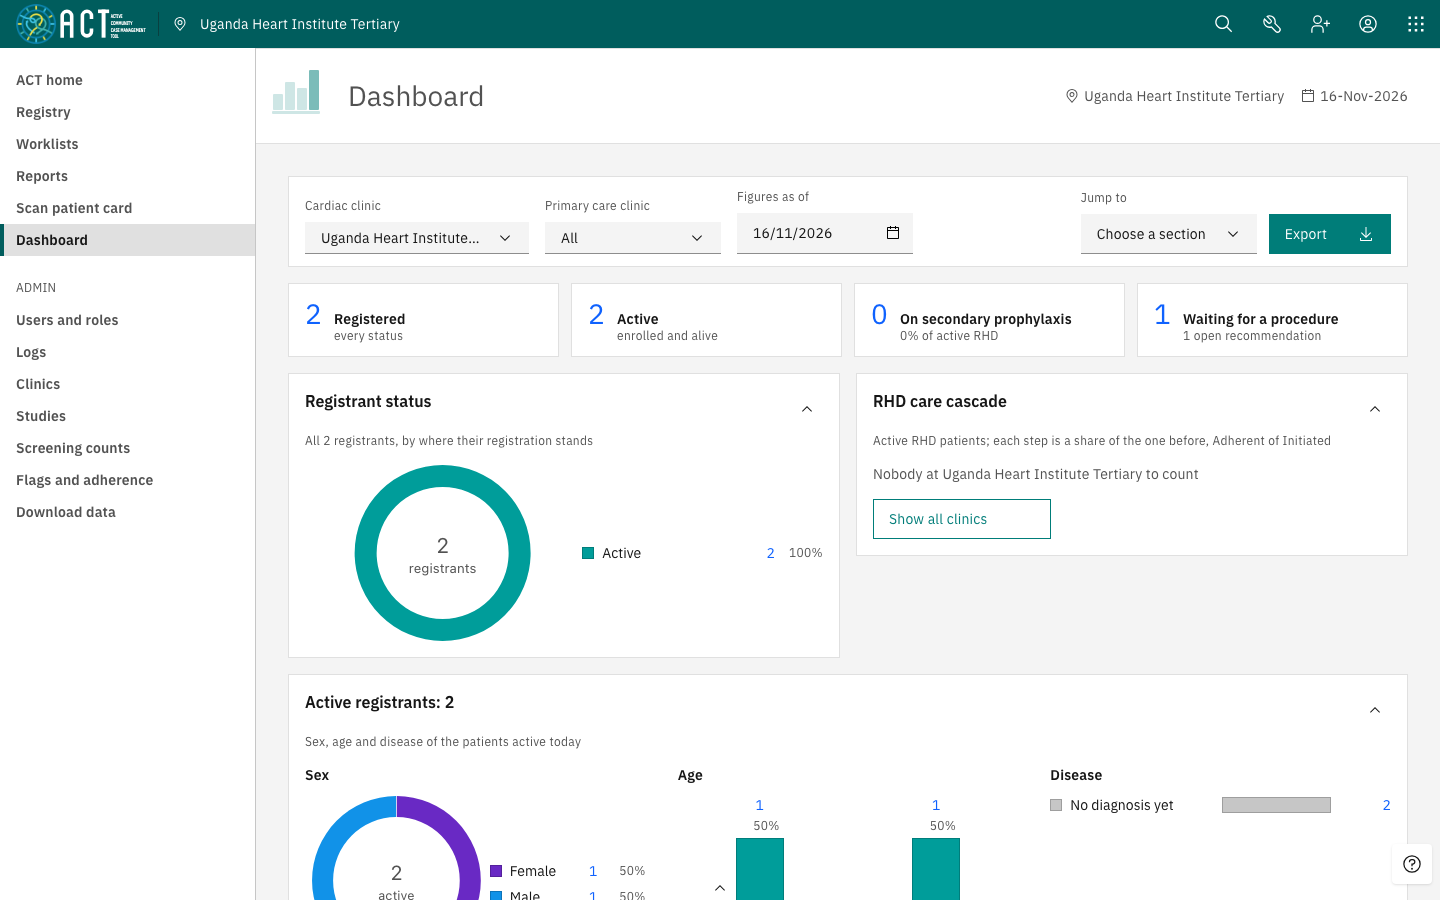 ACT
ACTIVE
COMMUNITY
CASE MANAGEMENT
TOOL
Uganda Heart Institute Tertiary
ACT home
Registry
Worklists
Reports
Scan patient card
Dashboard
ADMIN
Users and roles
Logs
Clinics
Studies
Screening counts
Flags and adherence
Download data
Dashboard
Uganda Heart Institute Tertiary
16-Nov-2026
Cardiac clinic
Uganda Heart Institute...
Primary care clinic
All
Figures as of
16/11/2026
Jump to
Choose a section
Export
2 Registered
every status
2 Active
enrolled and alive
0 On secondary prophylaxis
0% of active RHD
1 Waiting for a procedure
1 open recommendation
Registrant status
All 2 registrants, by where their registration stands
2
registrants
Active 2 100%
RHD care cascade
Active RHD patients; each step is a share of the one before, Adherent of Initiated
Nobody at Uganda Heart Institute Tertiary to count
Show all clinics
Active registrants: 2
Sex, age and disease of the patients active today
Sex
2
active
Female 1 50%
Male 1 50%
Age
1
50%
1
50%
Disease
No diagnosis yet 2